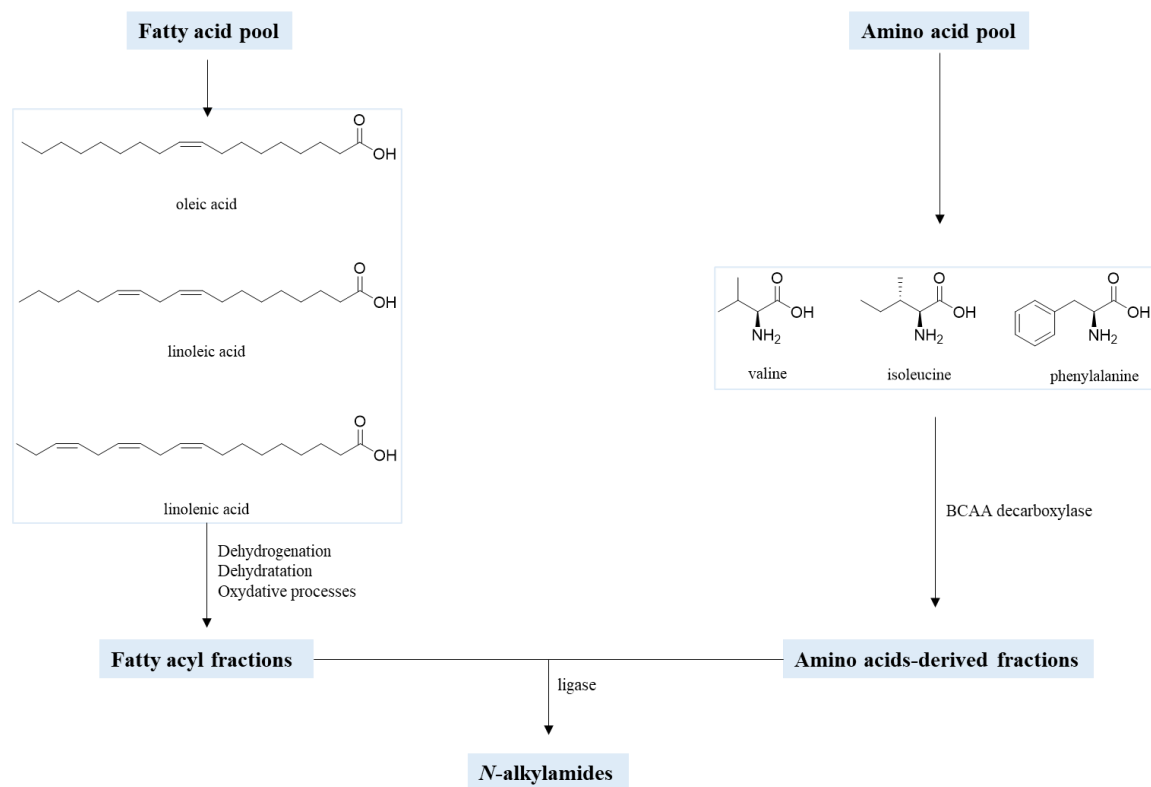 Fatty acid pool
Amino acid pool
O
OH
oleic acid
O
OH
linoleic acid
O
OH
linolenic acid
O
OH
NH2
valine
O
OH
NH2
isoleucine
O
OH
NH2
phenylalanine
BCAA decarboxylase
Dehydrogenation
Dehydratation
Oxydative processes
Fatty acyl fractions
Amino acids-derived fractions
ligase
N-alkylamides